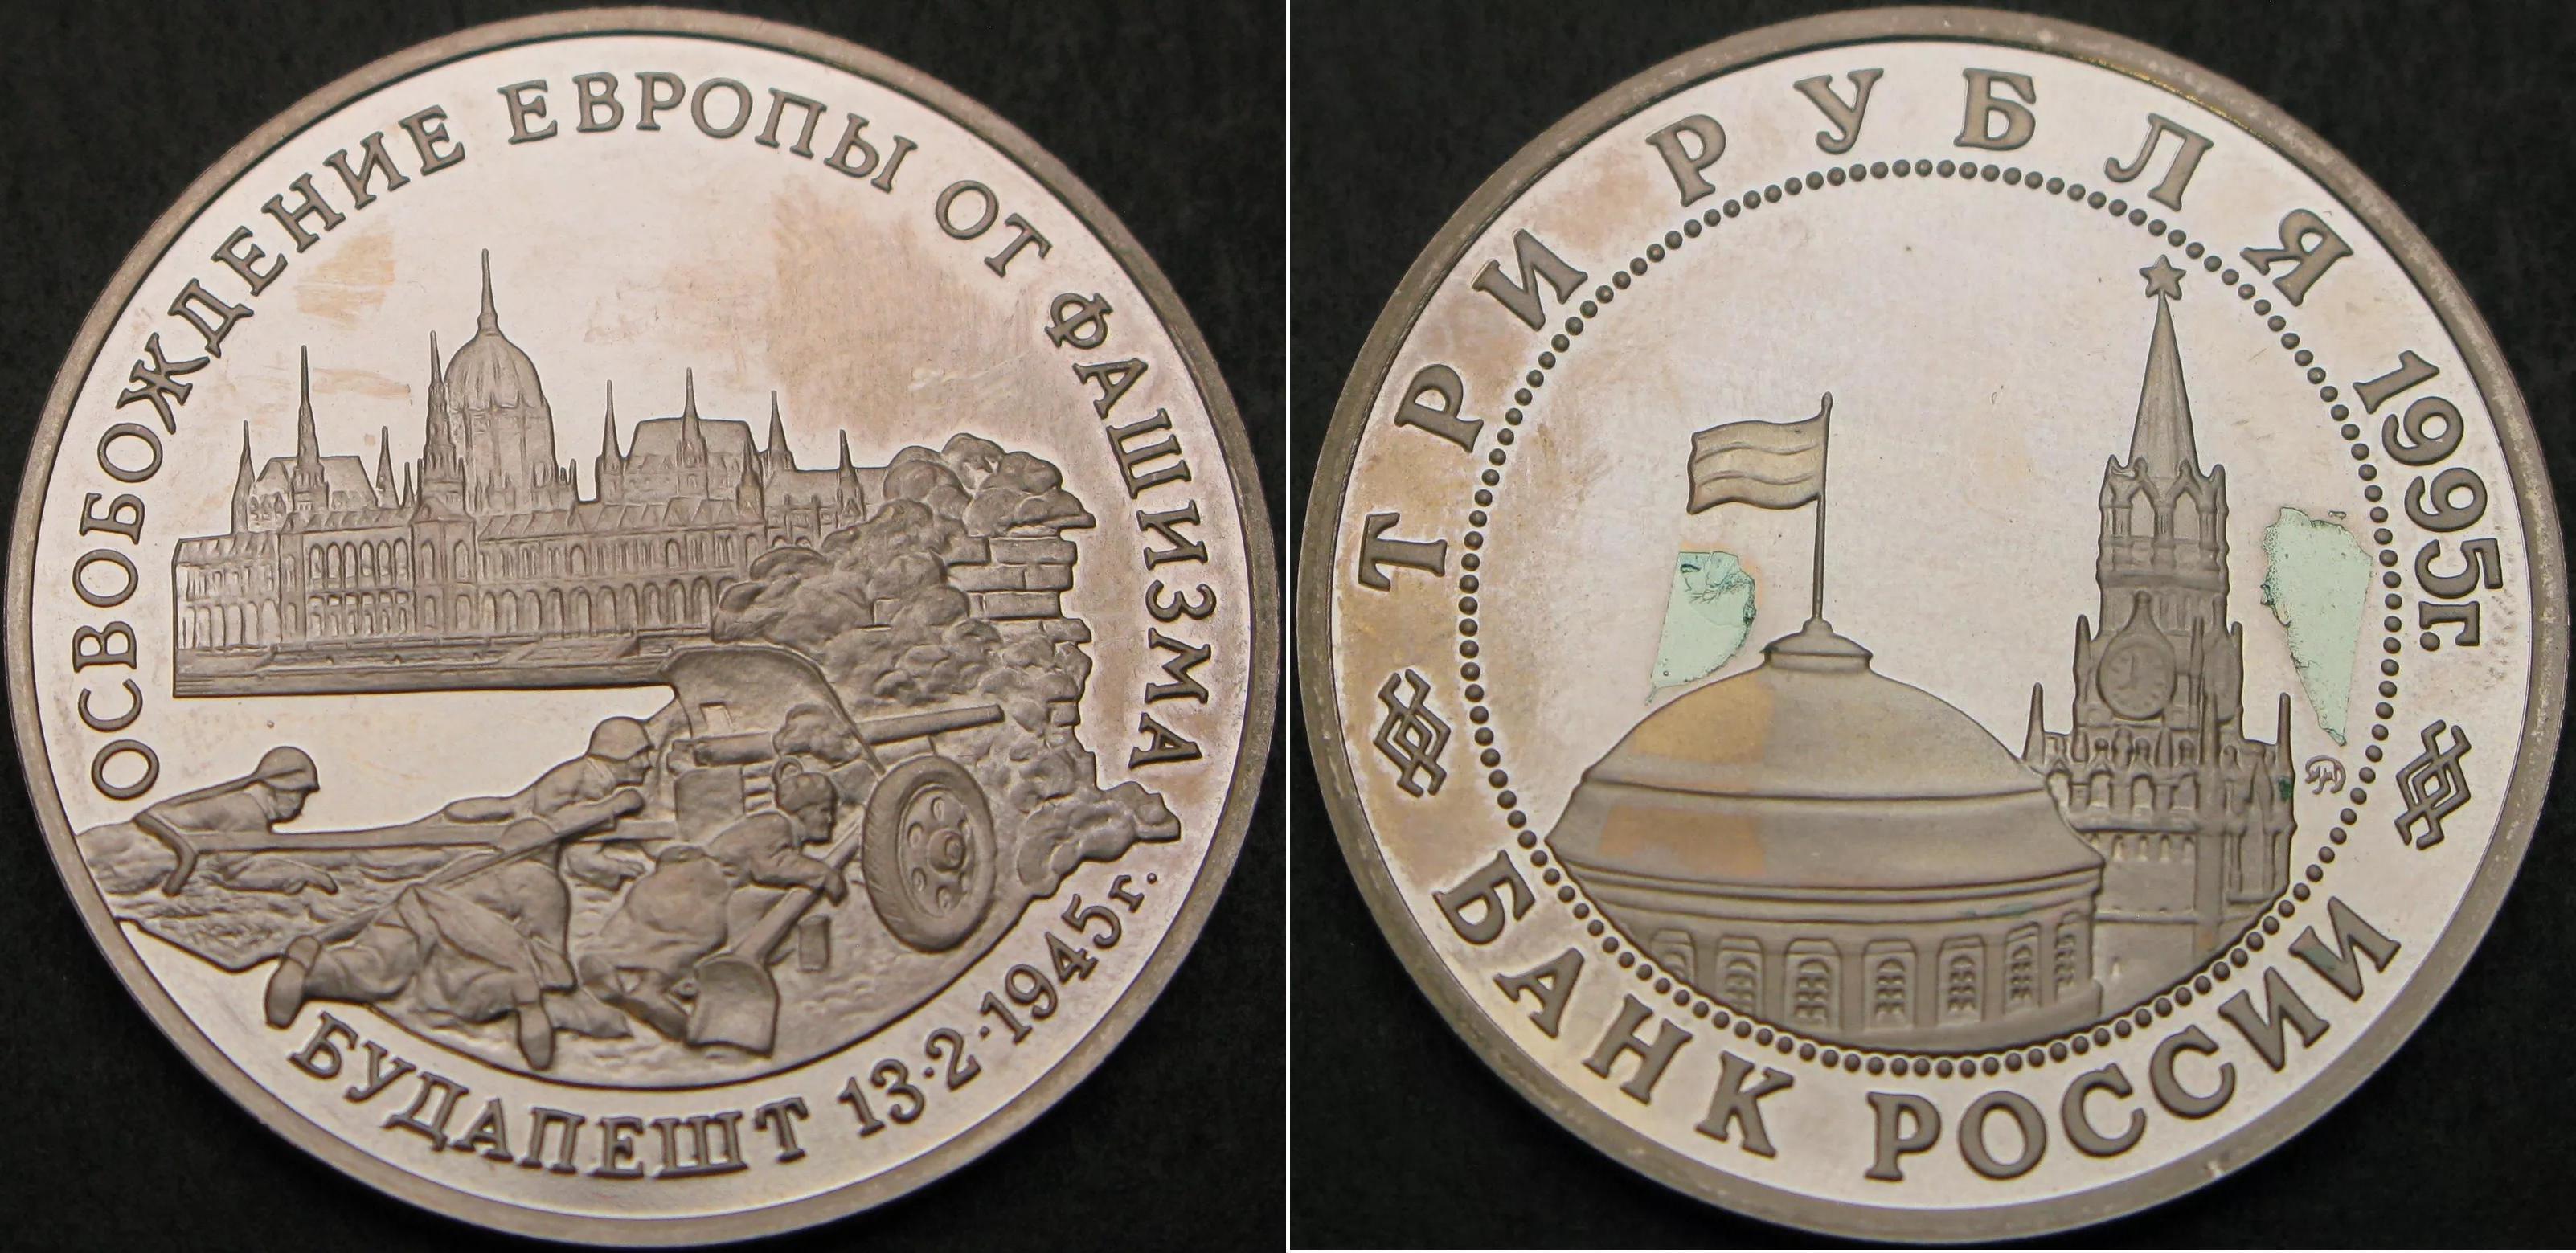 ОСВОБОЖДЕНИЕ ЕВРОПЫ ОТ ФАШИЗМА
БУДАПЕШТ 13·2·1945г.
ТРИ РУБЛЯ 1995г.
БАНК РОССИИ